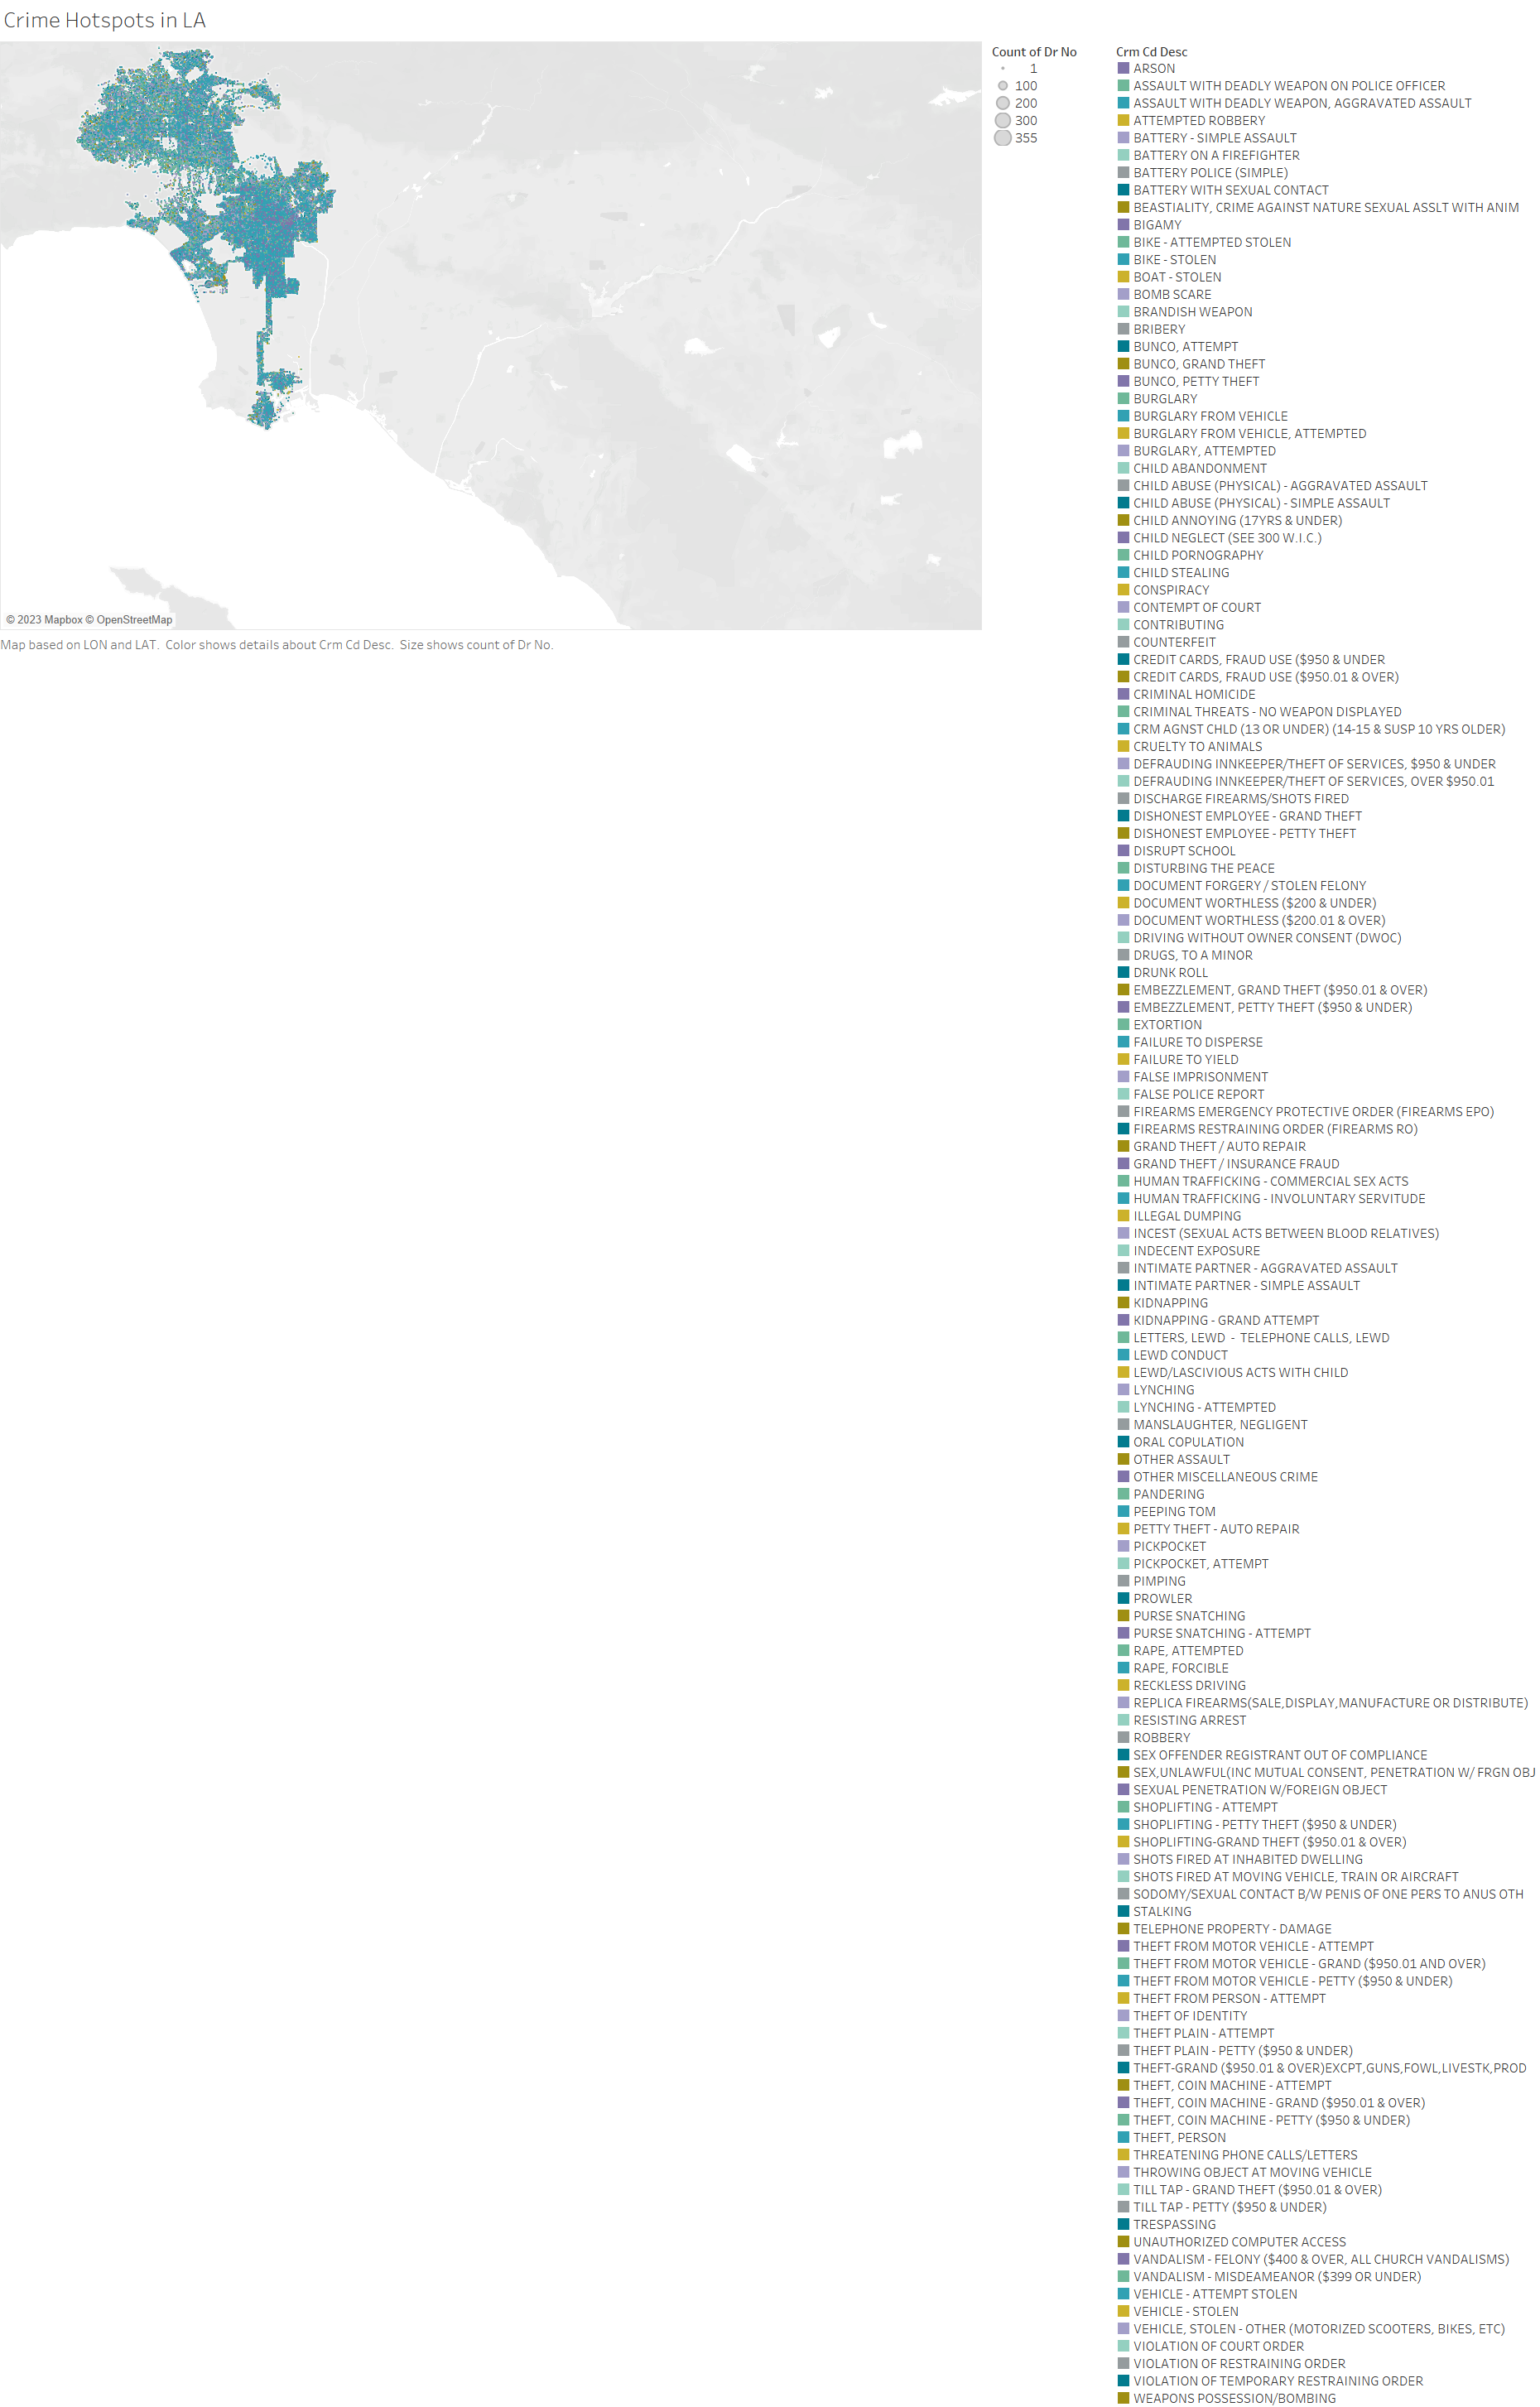 Crime Hotspots in LA
© 2023 Mapbox © OpenStreetMap
Map based on LON and LAT. Color shows details about Crm Cd Desc. Size shows count of Dr No.
Count of Dr No
1
100
200
300
355
Crm Cd Desc
ARSON
ASSAULT WITH DEADLY WEAPON ON POLICE OFFICER
ASSAULT WITH DEADLY WEAPON, AGGRAVATED ASSAULT
ATTEMPTED ROBBERY
BATTERY - SIMPLE ASSAULT
BATTERY ON A FIREFIGHTER
BATTERY POLICE (SIMPLE)
BATTERY WITH SEXUAL CONTACT
BEASTIALITY, CRIME AGAINST NATURE SEXUAL ASSLT WITH ANIM
BIGAMY
BIKE - ATTEMPTED STOLEN
BIKE - STOLEN
BOAT - STOLEN
BOMB SCARE
BRANDISH WEAPON
BRIBERY
BUNCO, ATTEMPT
BUNCO, GRAND THEFT
BUNCO, PETTY THEFT
BURGLARY
BURGLARY FROM VEHICLE
BURGLARY FROM VEHICLE, ATTEMPTED
BURGLARY, ATTEMPTED
CHILD ABANDONMENT
CHILD ABUSE (PHYSICAL) - AGGRAVATED ASSAULT
CHILD ABUSE (PHYSICAL) - SIMPLE ASSAULT
CHILD ANNOYING (17YRS & UNDER)
CHILD NEGLECT (SEE 300 W.I.C.)
CHILD PORNOGRAPHY
CHILD STEALING
CONSPIRACY
CONTEMPT OF COURT
CONTRIBUTING
COUNTERFEIT
CREDIT CARDS, FRAUD USE ($950 & UNDER
CREDIT CARDS, FRAUD USE ($950.01 & OVER)
CRIMINAL HOMICIDE
CRIMINAL THREATS - NO WEAPON DISPLAYED
CRM AGNST CHLD (13 OR UNDER) (14-15 & SUSP 10 YRS OLDER)
CRUELTY TO ANIMALS
DEFRAUDING INNKEEPER/THEFT OF SERVICES, $950 & UNDER
DEFRAUDING INNKEEPER/THEFT OF SERVICES, OVER $950.01
DISCHARGE FIREARMS/SHOTS FIRED
DISHONEST EMPLOYEE - GRAND THEFT
DISHONEST EMPLOYEE - PETTY THEFT
DISRUPT SCHOOL
DISTURBING THE PEACE
DOCUMENT FORGERY / STOLEN FELONY
DOCUMENT WORTHLESS ($200 & UNDER)
DOCUMENT WORTHLESS ($200.01 & OVER)
DRIVING WITHOUT OWNER CONSENT (DWOC)
DRUGS, TO A MINOR
DRUNK ROLL
EMBEZZLEMENT, GRAND THEFT ($950.01 & OVER)
EMBEZZLEMENT, PETTY THEFT ($950 & UNDER)
EXTORTION
FAILURE TO DISPERSE
FAILURE TO YIELD
FALSE IMPRISONMENT
FALSE POLICE REPORT
FIREARMS EMERGENCY PROTECTIVE ORDER (FIREARMS EPO)
FIREARMS RESTRAINING ORDER (FIREARMS RO)
GRAND THEFT / AUTO REPAIR
GRAND THEFT / INSURANCE FRAUD
HUMAN TRAFFICKING - COMMERCIAL SEX ACTS
HUMAN TRAFFICKING - INVOLUNTARY SERVITUDE
ILLEGAL DUMPING
INCEST (SEXUAL ACTS BETWEEN BLOOD RELATIVES)
INDECENT EXPOSURE
INTIMATE PARTNER - AGGRAVATED ASSAULT
INTIMATE PARTNER - SIMPLE ASSAULT
KIDNAPPING
KIDNAPPING - GRAND ATTEMPT
LETTERS, LEWD - TELEPHONE CALLS, LEWD
LEWD CONDUCT
LEWD/LASCIVIOUS ACTS WITH CHILD
LYNCHING
LYNCHING - ATTEMPTED
MANSLAUGHTER, NEGLIGENT
ORAL COPULATION
OTHER ASSAULT
OTHER MISCELLANEOUS CRIME
PANDERING
PEEPING TOM
PETTY THEFT - AUTO REPAIR
PICKPOCKET
PICKPOCKET, ATTEMPT
PIMPING
PROWLER
PURSE SNATCHING
PURSE SNATCHING - ATTEMPT
RAPE, ATTEMPTED
RAPE, FORCIBLE
RECKLESS DRIVING
REPLICA FIREARMS(SALE,DISPLAY,MANUFACTURE OR DISTRIBUTE)
RESISTING ARREST
ROBBERY
SEX OFFENDER REGISTRANT OUT OF COMPLIANCE
SEX,UNLAWFUL(INC MUTUAL CONSENT, PENETRATION W/ FRGN OBJ
SEXUAL PENETRATION W/FOREIGN OBJECT
SHOPLIFTING - ATTEMPT
SHOPLIFTING - PETTY THEFT ($950 & UNDER)
SHOPLIFTING-GRAND THEFT ($950.01 & OVER)
SHOTS FIRED AT INHABITED DWELLING
SHOTS FIRED AT MOVING VEHICLE, TRAIN OR AIRCRAFT
SODOMY/SEXUAL CONTACT B/W PENIS OF ONE PERS TO ANUS OTH
STALKING
TELEPHONE PROPERTY - DAMAGE
THEFT FROM MOTOR VEHICLE - ATTEMPT
THEFT FROM MOTOR VEHICLE - GRAND ($950.01 AND OVER)
THEFT FROM MOTOR VEHICLE - PETTY ($950 & UNDER)
THEFT FROM PERSON - ATTEMPT
THEFT OF IDENTITY
THEFT PLAIN - ATTEMPT
THEFT PLAIN - PETTY ($950 & UNDER)
THEFT-GRAND ($950.01 & OVER)EXCPT,GUNS,FOWL,LIVESTK,PROD
THEFT, COIN MACHINE - ATTEMPT
THEFT, COIN MACHINE - GRAND ($950.01 & OVER)
THEFT, COIN MACHINE - PETTY ($950 & UNDER)
THEFT, PERSON
THREATENING PHONE CALLS/LETTERS
THROWING OBJECT AT MOVING VEHICLE
TILL TAP - GRAND THEFT ($950.01 & OVER)
TILL TAP - PETTY ($950 & UNDER)
TRESPASSING
UNAUTHORIZED COMPUTER ACCESS
VANDALISM - FELONY ($400 & OVER, ALL CHURCH VANDALISMS)
VANDALISM - MISDEAMEANOR ($399 OR UNDER)
VEHICLE - ATTEMPT STOLEN
VEHICLE - STOLEN
VEHICLE, STOLEN - OTHER (MOTORIZED SCOOTERS, BIKES, ETC)
VIOLATION OF COURT ORDER
VIOLATION OF RESTRAINING ORDER
VIOLATION OF TEMPORARY RESTRAINING ORDER
WEAPONS POSSESSION/BOMBING